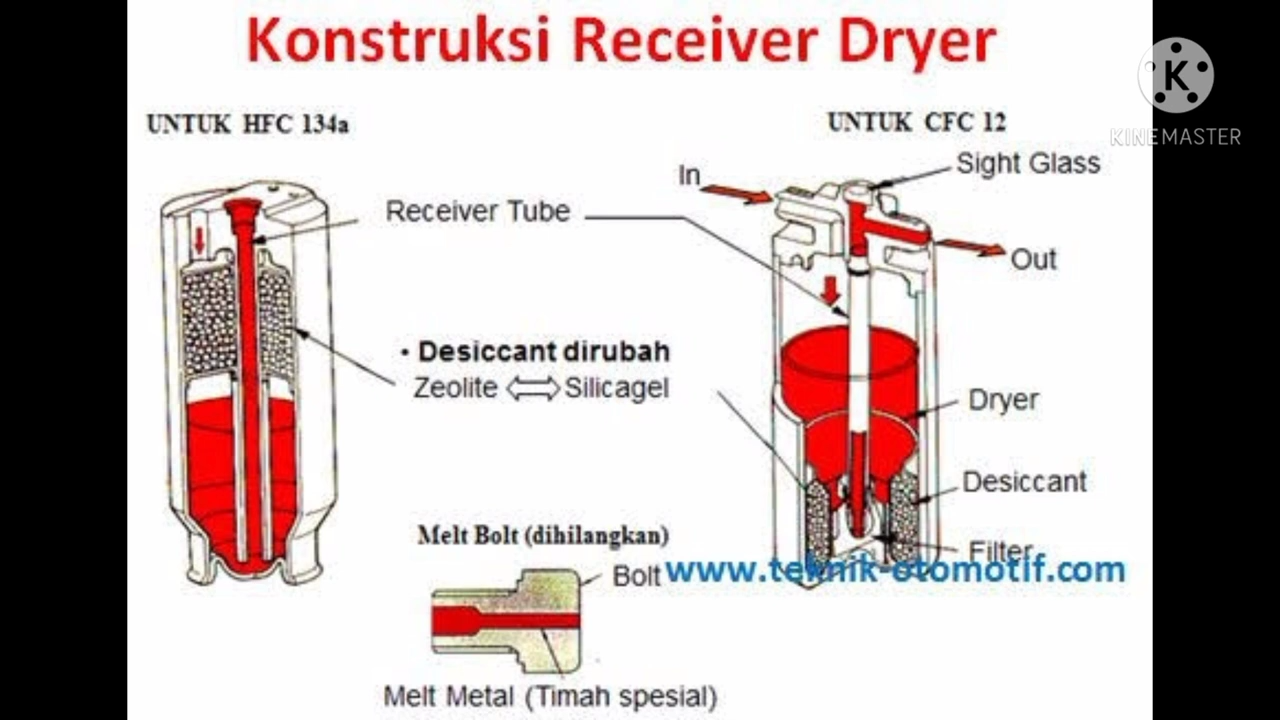 Konstruksi Receiver Dryer
K
KINEMASTER
UNTUK HFC 134a
UNTUK CFC 12
Sight Glass
In
Receiver Tube
Out
• Desiccant dirubah
Zeolite ⇔ Silicagel
Dryer
Desiccant
Melt Bolt (dihilangkan)
Filter
Bolt
www.teknik-otomotif.com
Melt Metal (Timah spesial)